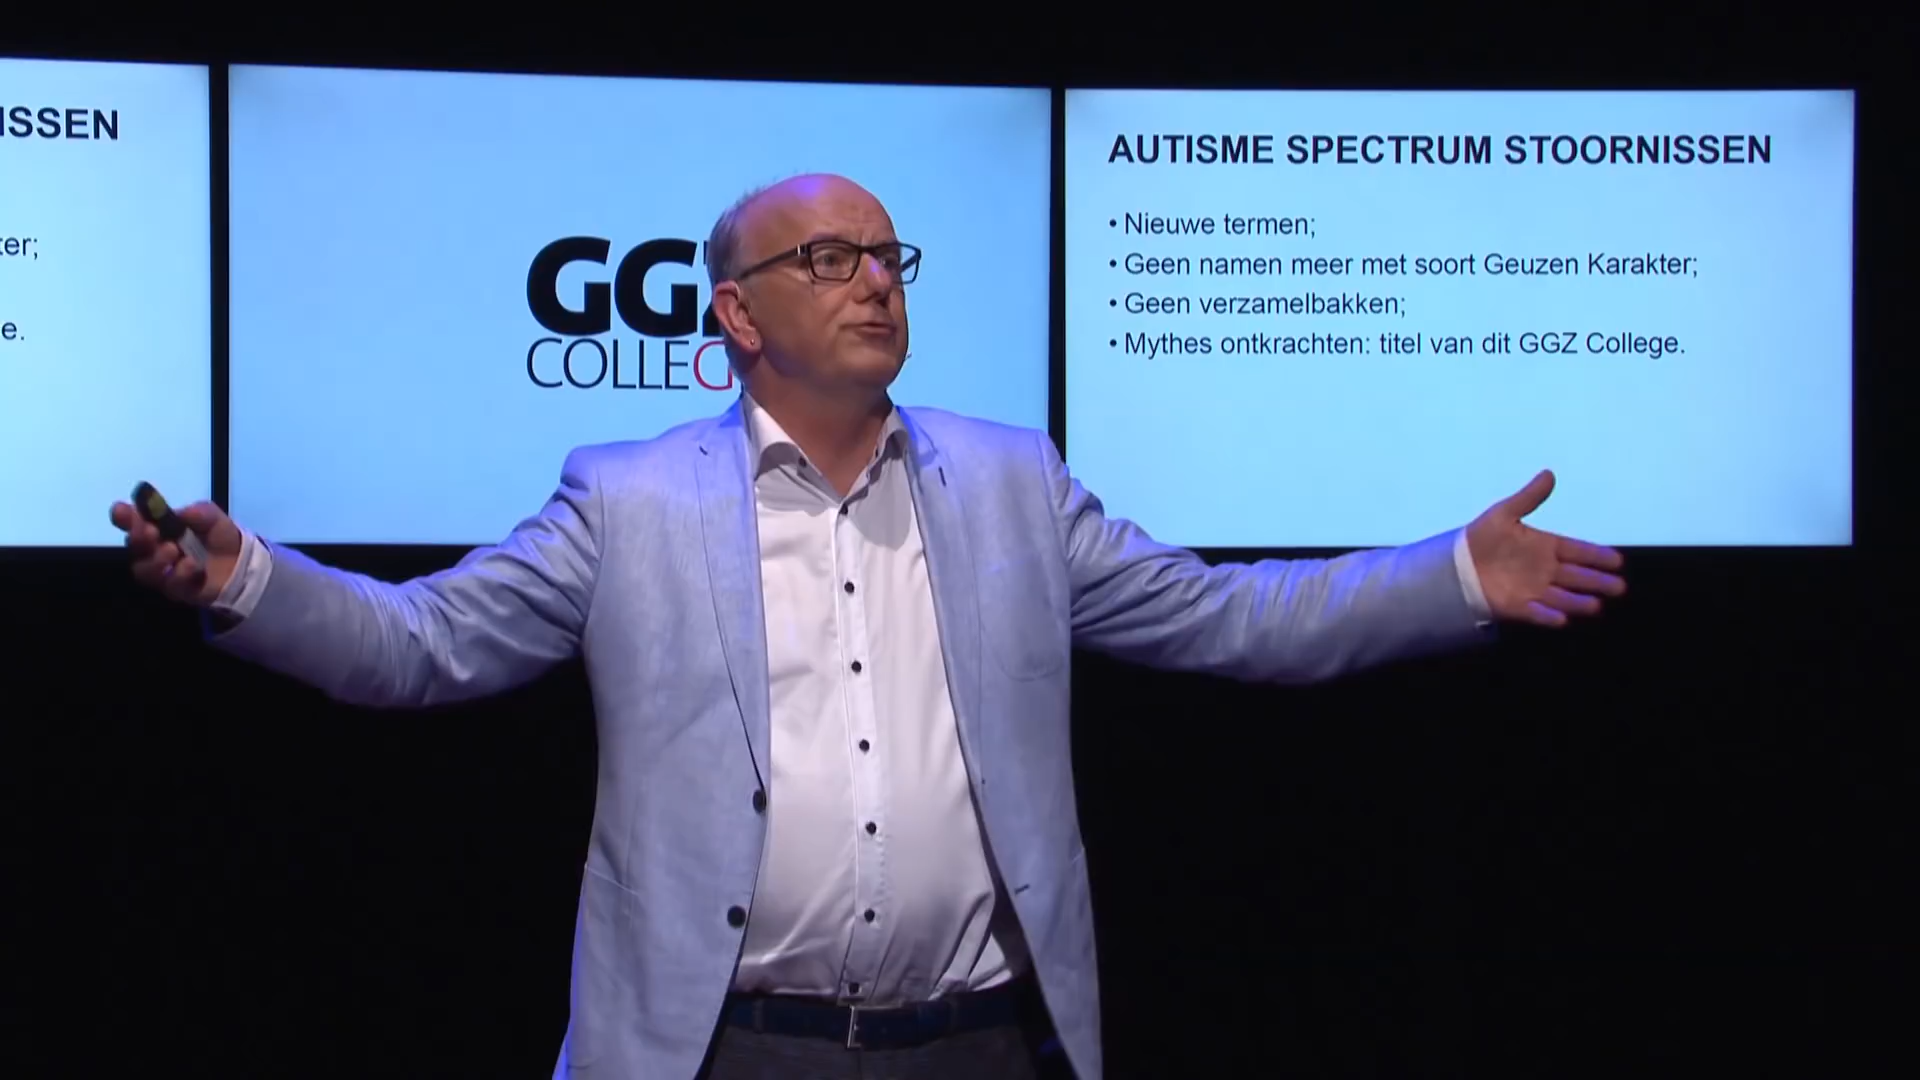 ISSEN
ter;
e.
GGZ
COLLEG
AUTISME SPECTRUM STOORNISSEN
• Nieuwe termen;
• Geen namen meer met soort Geuzen Karakter;
• Geen verzamelbakken;
• Mythes ontkrachten: titel van dit GGZ College.